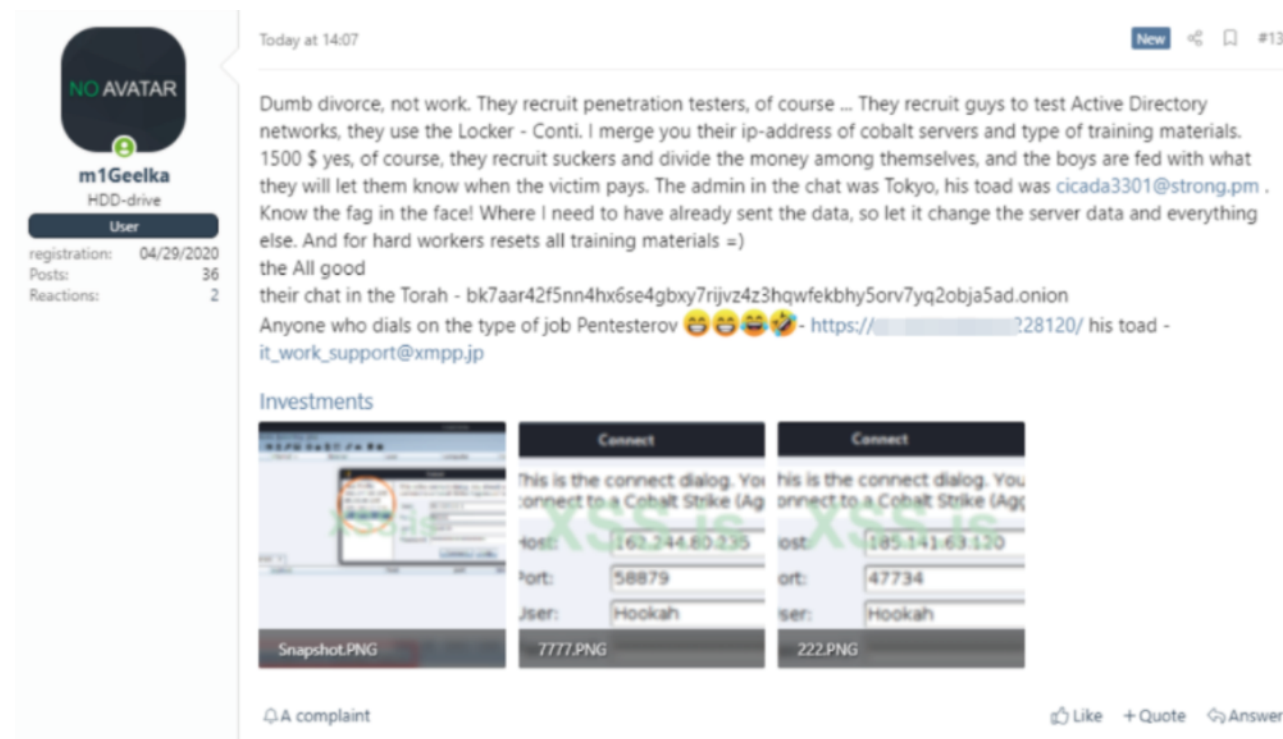 Today at 14:07
New
#13
NO AVATAR
m1Geelka
HDD-drive
User
registration: 04/29/2020
Posts: 36
Reactions: 2
Dumb divorce, not work. They recruit penetration testers, of course ... They recruit guys to test Active Directory
networks, they use the Locker - Conti. I merge you their ip-address of cobalt servers and type of training materials.
1500 $ yes, of course, they recruit suckers and divide the money among themselves, and the boys are fed with what
they will let them know when the victim pays. The admin in the chat was Tokyo, his toad was cicada3301@strong.pm .
Know the fag in the face! Where I need to have already sent the data, so let it change the server data and everything
else. And for hard workers resets all training materials =)
the All good
their chat in the Torah - bk7aar42f5nn4hx6se4gbxy7rijvz4z3hqwfekbhy5orv7yq2obja5ad.onion
Anyone who dials on the type of job Pentesterov 😁😁😂🤣- https:// 228120/ his toad -
it_work_support@xmpp.jp
Investments
Snapshot.PNG
Connect
This is the connect dialog. You
connect to a Cobalt Strike (Ag
XSS.is
Host: 162.244.80.235
Port: 58879
User: Hookah
7777.PNG
Connect
his is the connect dialog. You
onnect to a Cobalt Strike (Agg
XSS.is
ost: 185.141.63.120
ort: 47734
ser: Hookah
222.PNG
A complaint
Like + Quote Answer